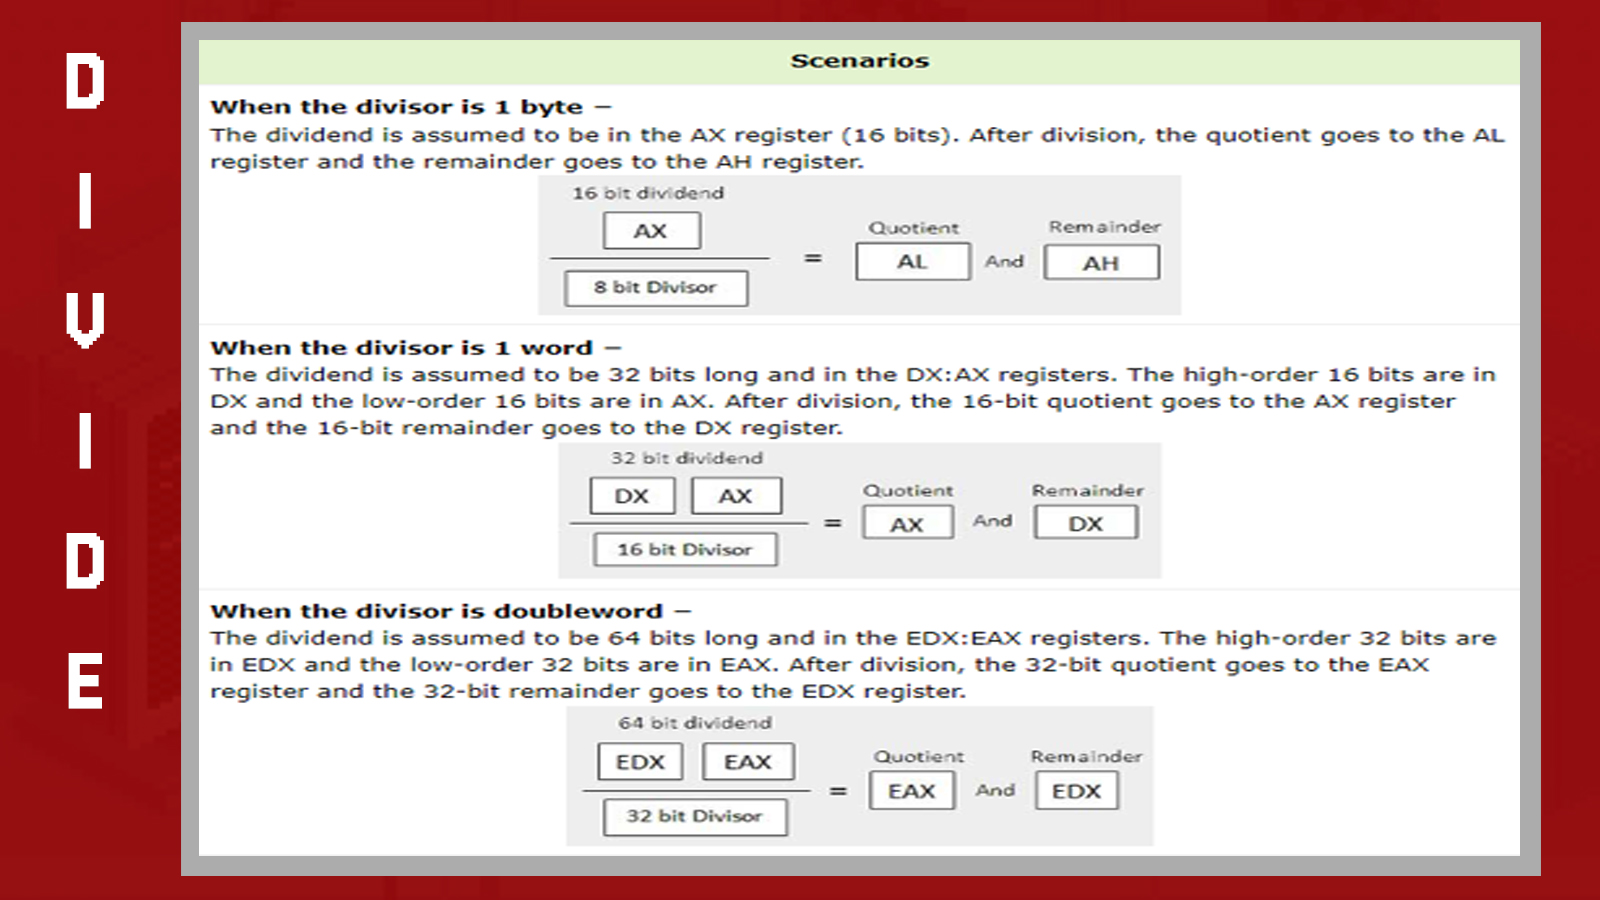 D
I
V
I
D
E
Scenarios
When the divisor is 1 byte −
The dividend is assumed to be in the AX register (16 bits). After division, the quotient goes to the AL
register and the remainder goes to the AH register.
16 bit dividend
AX
8 bit Divisor
=
Quotient
AL
And
Remainder
AH
When the divisor is 1 word −
The dividend is assumed to be 32 bits long and in the DX:AX registers. The high-order 16 bits are in
DX and the low-order 16 bits are in AX. After division, the 16-bit quotient goes to the AX register
and the 16-bit remainder goes to the DX register.
32 bit dividend
DX AX
16 bit Divisor
=
Quotient
AX
And
Remainder
DX
When the divisor is doubleword −
The dividend is assumed to be 64 bits long and in the EDX:EAX registers. The high-order 32 bits are
in EDX and the low-order 32 bits are in EAX. After division, the 32-bit quotient goes to the EAX
register and the 32-bit remainder goes to the EDX register.
64 bit dividend
EDX EAX
32 bit Divisor
=
Quotient
EAX
And
Remainder
EDX